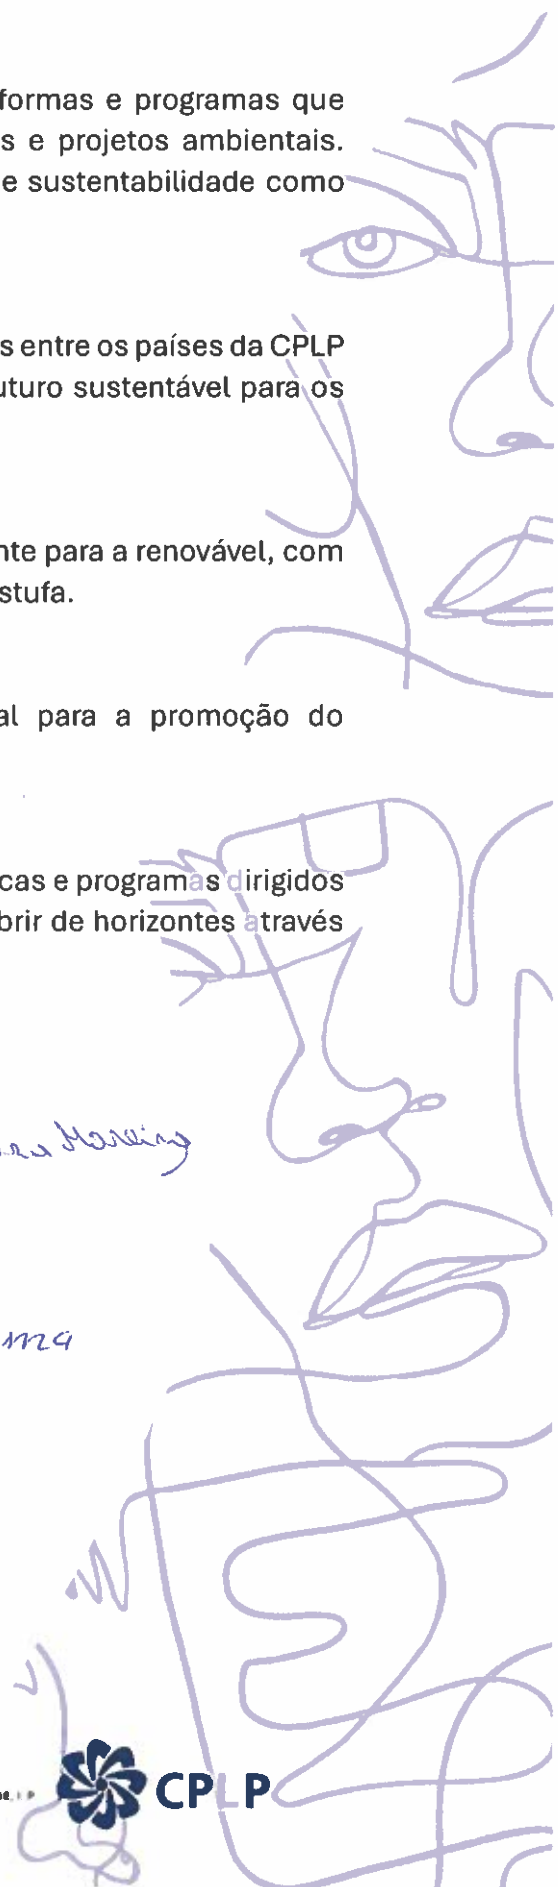 formas e programas que
s e projetos ambientais.
e sustentabilidade como
s entre os países da CPLP
uturo sustentável para os
nte para a renovável, com
stufa.
al para a promoção do
cas e programas dirigidos
brir de horizontes através
Moreira
CPLP